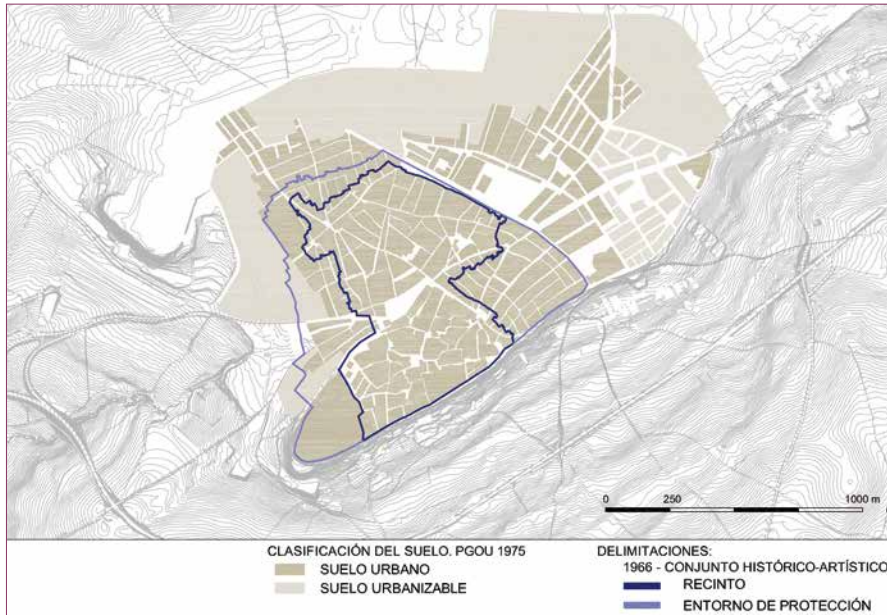 0 250 1000 m
CLASIFICACIÓN DEL SUELO. PGOU 1975
SUELO URBANO
SUELO URBANIZABLE
DELIMITACIONES:
1966 - CONJUNTO HISTÓRICO-ARTÍSTICO
RECINTO
ENTORNO DE PROTECCIÓN